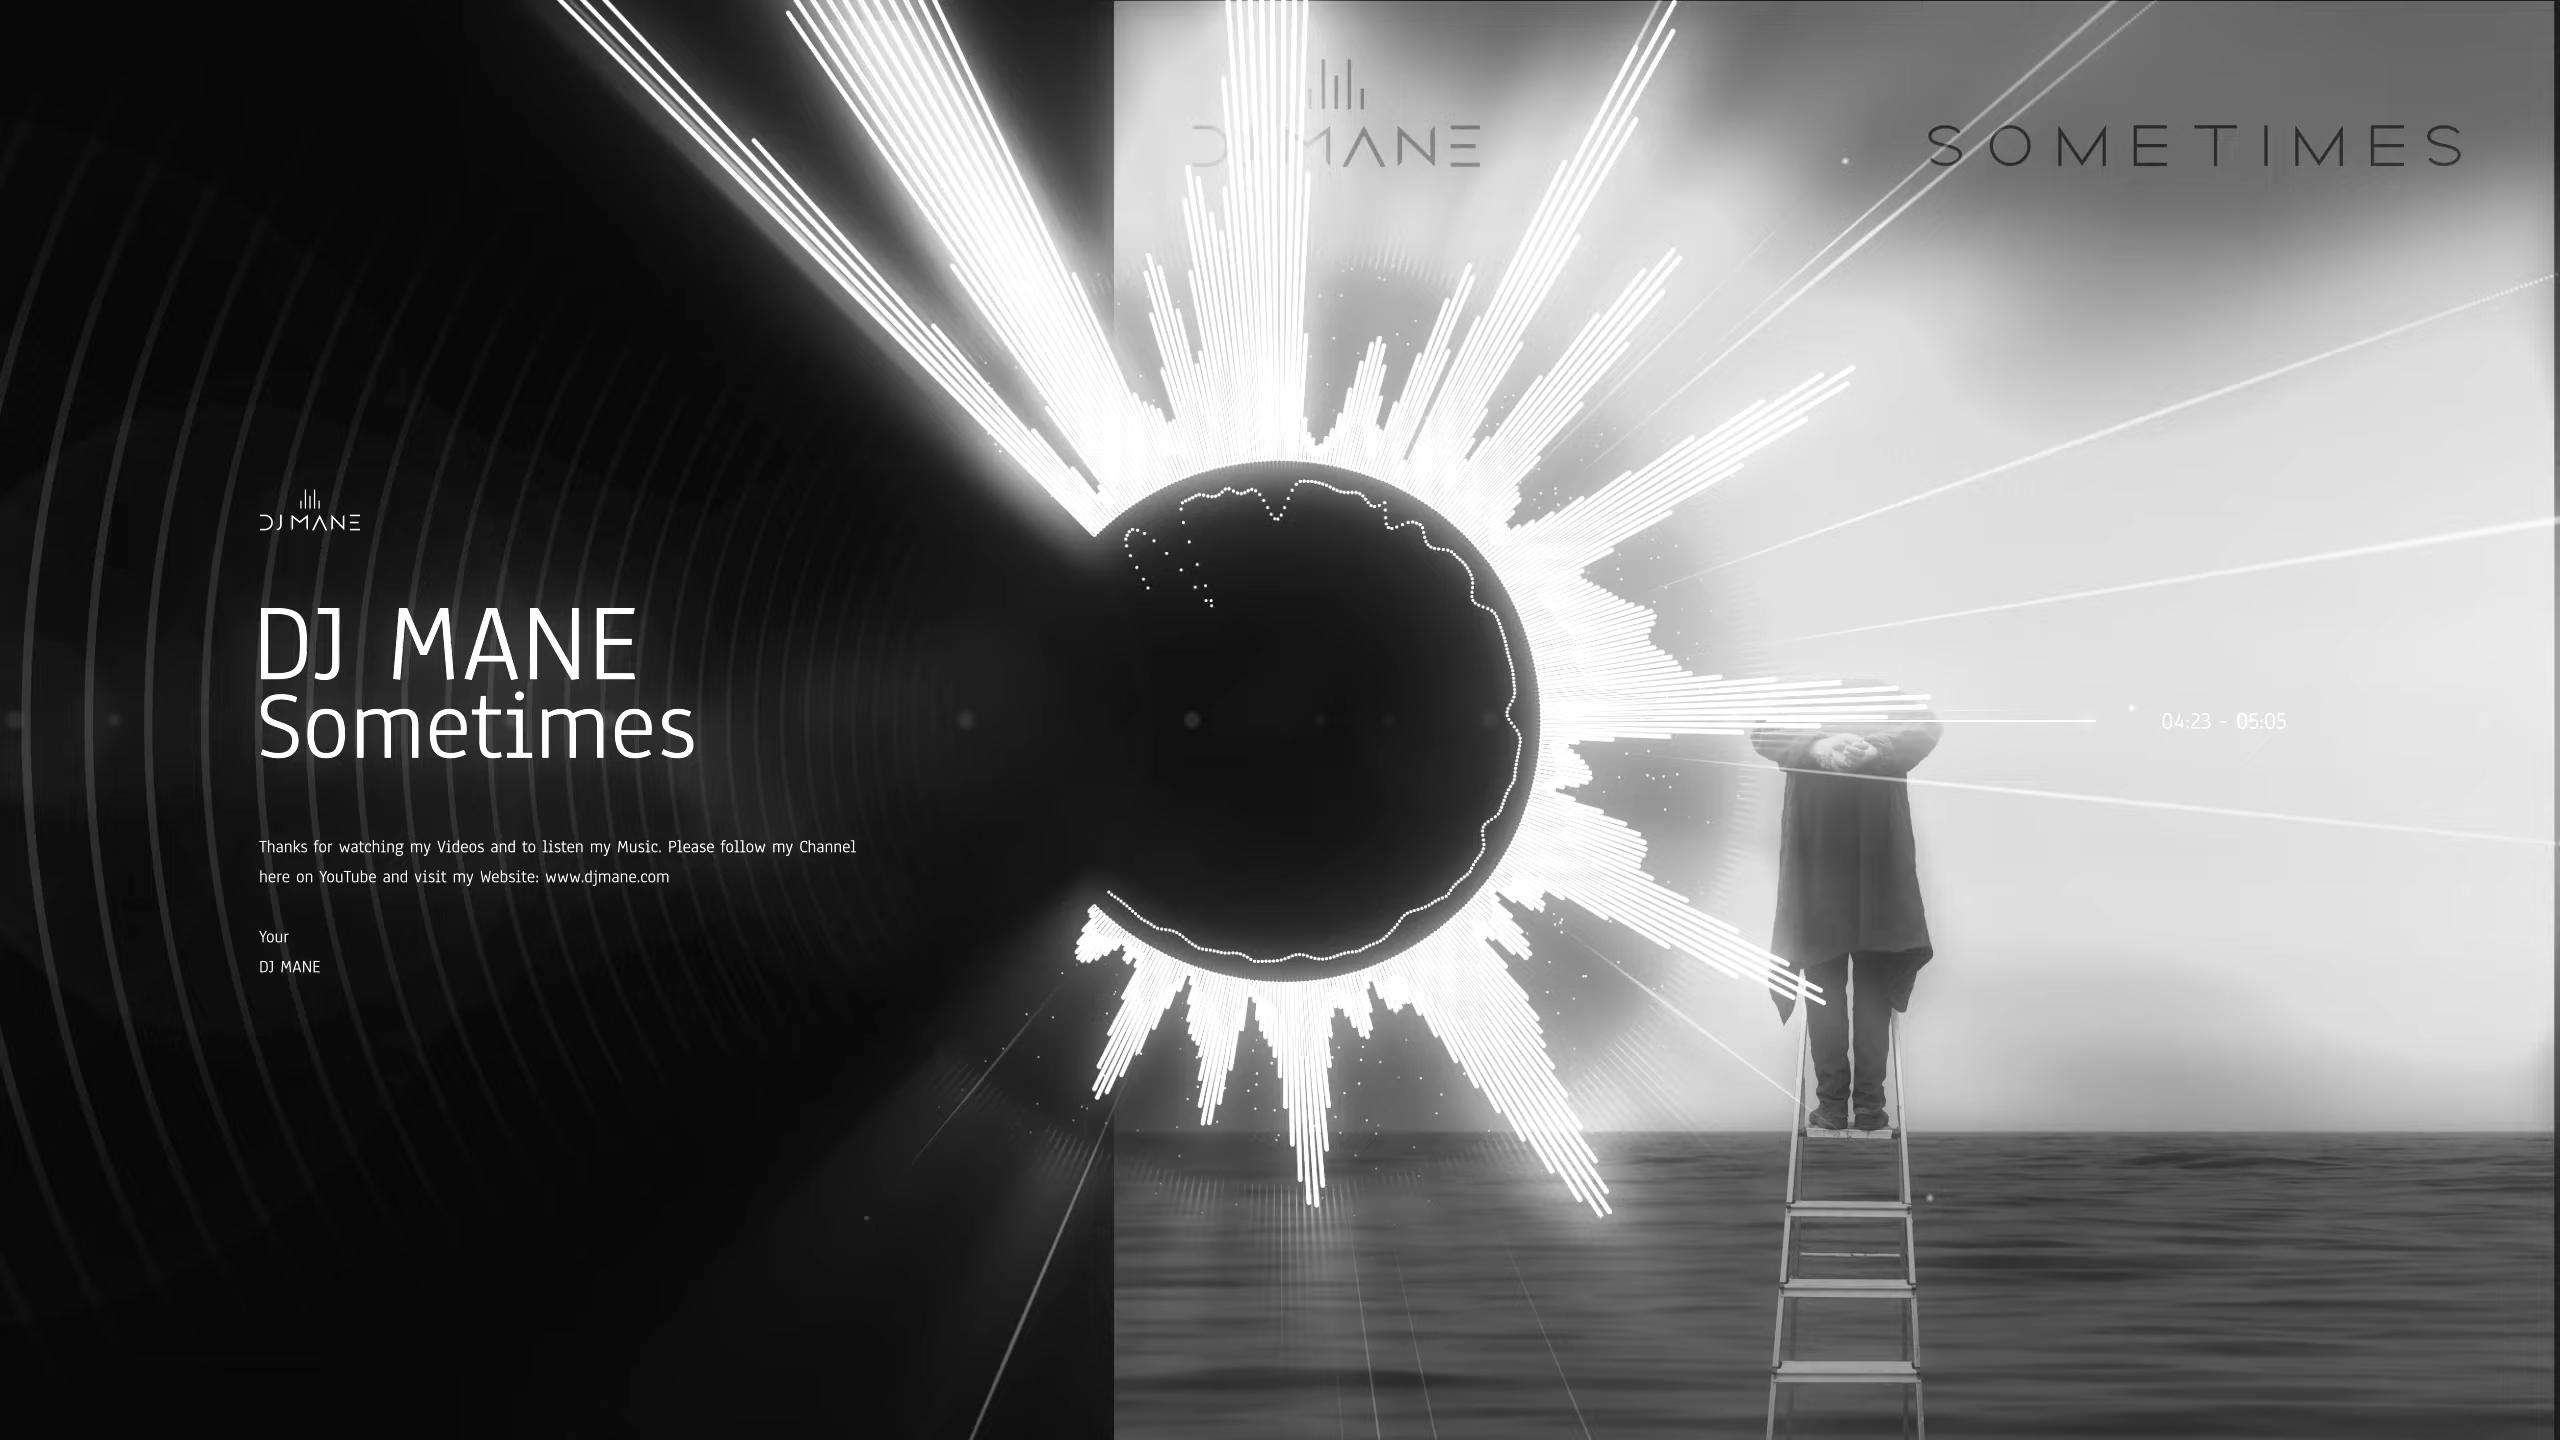 DJ MANE
SOMETIMES
DJ MANE
DJ MANE
Sometimes
Thanks for watching my Videos and to listen my Music. Please follow my Channel
here on YouTube and visit my Website: www.djmane.com
Your
DJ MANE
04:23 - 05:05